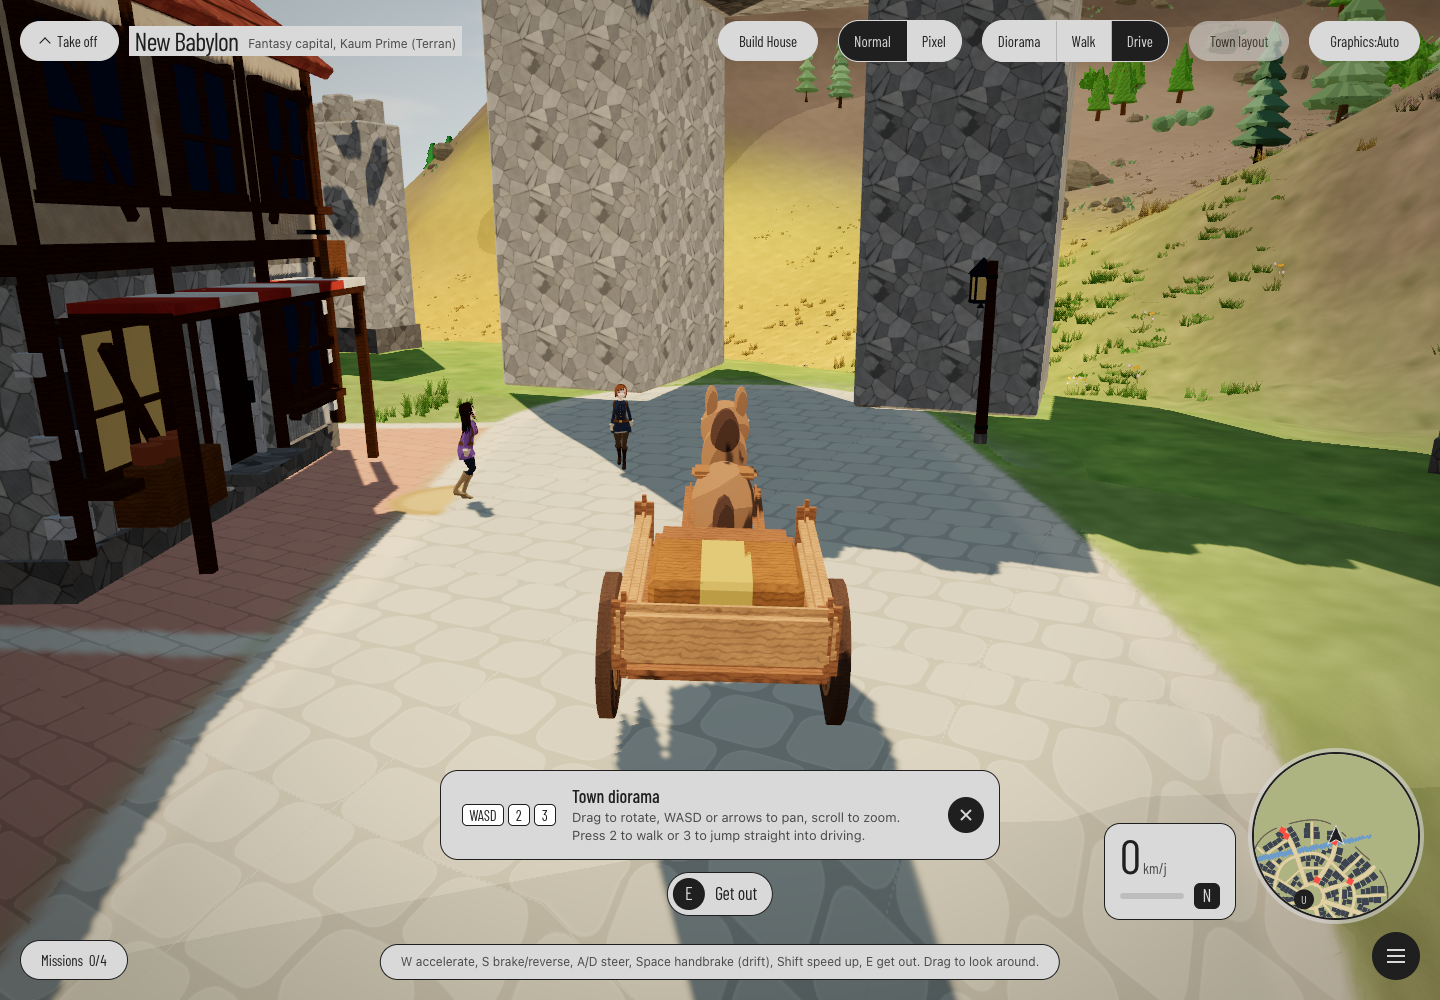 Take off
New Babylon Fantasy capital, Kaum Prime (Terran)
Build House
Normal Pixel
Diorama Walk Drive
Town layout
Graphics:Auto
WASD 2 3
Town diorama
Drag to rotate, WASD or arrows to pan, scroll to zoom.
Press 2 to walk or 3 to jump straight into driving.
E Get out
0 km/j
N
U
Missions 0/4
W accelerate, S brake/reverse, A/D steer, Space handbrake (drift), Shift speed up, E get out. Drag to look around.